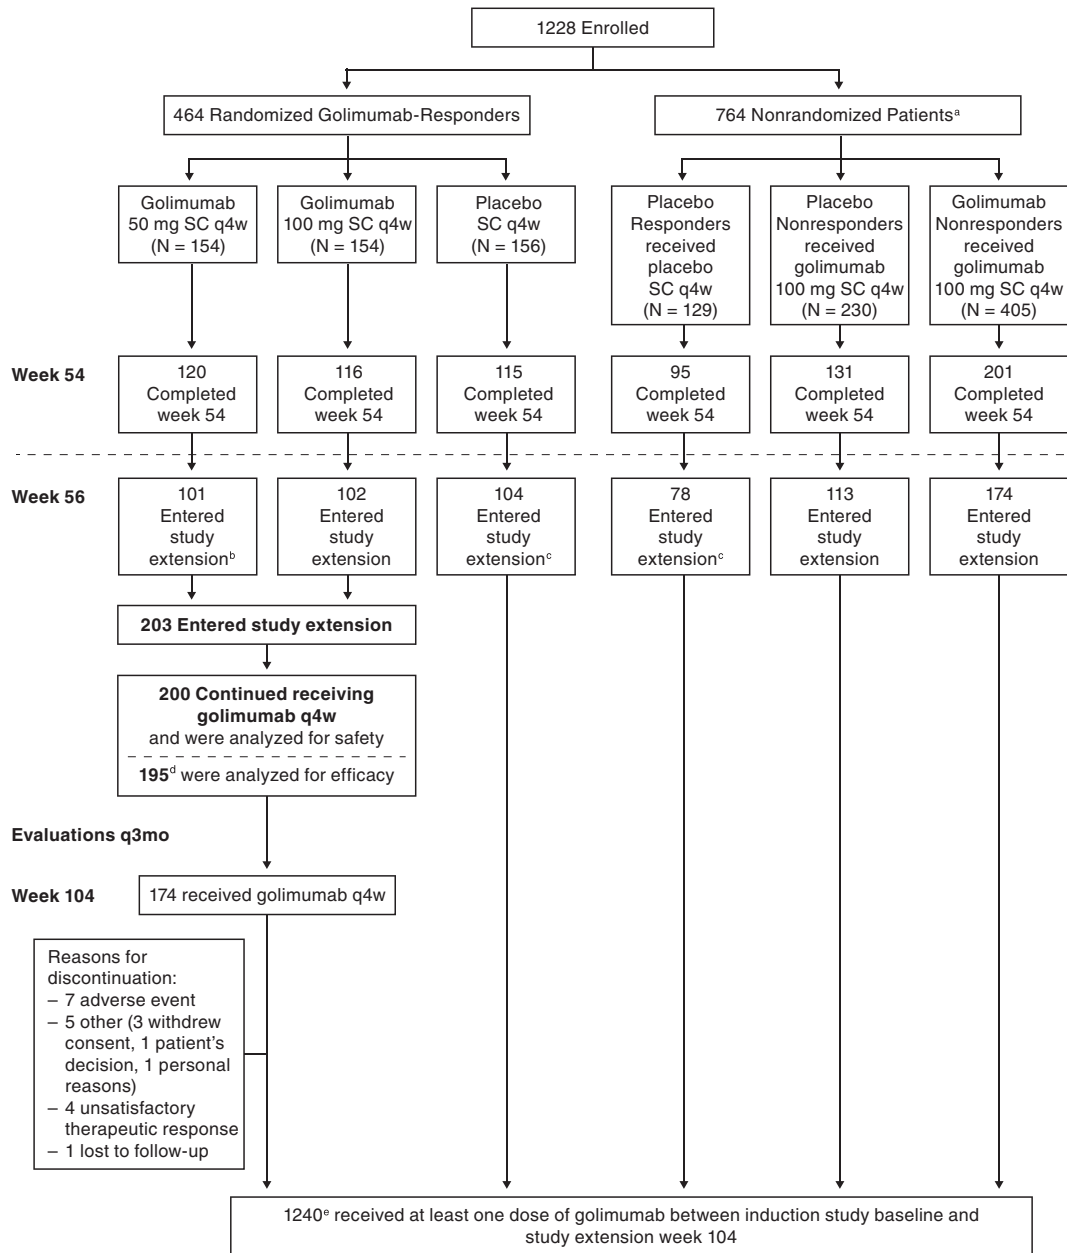 1228 Enrolled
464 Randomized Golimumab-Responders
764 Nonrandomized Patientsᵃ
Golimumab
50 mg SC q4w
(N = 154)
Golimumab
100 mg SC q4w
(N = 154)
Placebo
SC q4w
(N = 156)
Placebo
Responders
received
placebo
SC q4w
(N = 129)
Placebo
Nonresponders
received
golimumab
100 mg SC q4w
(N = 230)
Golimumab
Nonresponders
received
golimumab
100 mg SC q4w
(N = 405)
Week 54
120
Completed
week 54
116
Completed
week 54
115
Completed
week 54
95
Completed
week 54
131
Completed
week 54
201
Completed
week 54
Week 56
101
Entered
study
extensionᵇ
102
Entered
study
extension
104
Entered
study
extensionᶜ
78
Entered
study
extensionᶜ
113
Entered
study
extension
174
Entered
study
extension
203 Entered study extension
200 Continued receiving
golimumab q4w
and were analyzed for safety
195ᵈ were analyzed for efficacy
Evaluations q3mo
Week 104
174 received golimumab q4w
Reasons for
discontinuation:
– 7 adverse event
– 5 other (3 withdrew
consent, 1 patient's
decision, 1 personal
reasons)
– 4 unsatisfactory
therapeutic response
– 1 lost to follow-up
1240ᵉ received at least one dose of golimumab between induction study baseline and
study extension week 104